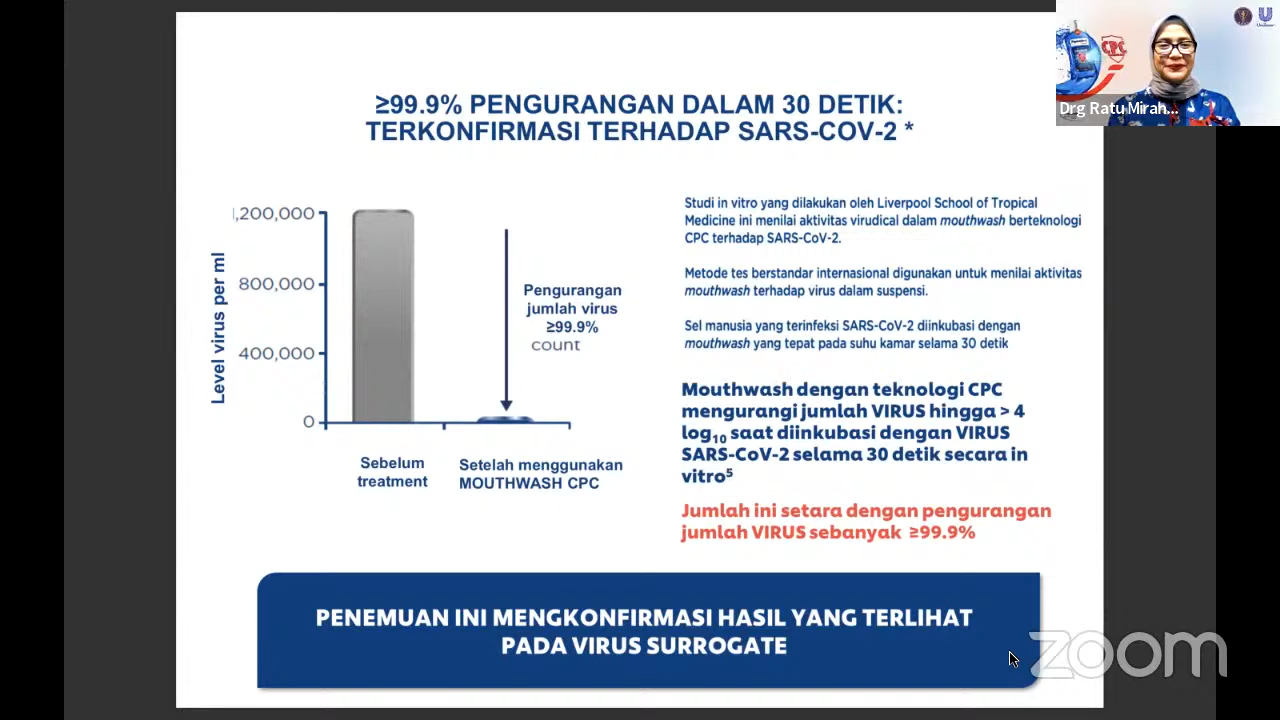 ≥99.9% PENGURANGAN DALAM 30 DETIK:
TERKONFIRMASI TERHADAP SARS-COV-2 *
Level virus per ml
1,200,000
800,000
400,000
0
Pengurangan
jumlah virus
≥99.9%
count
Sebelum
treatment
Setelah menggunakan
MOUTHWASH CPC
Studi in vitro yang dilakukan oleh Liverpool School of Tropical
Medicine ini menilai aktivitas virudical dalam mouthwash berteknologi
CPC terhadap SARS-CoV-2.
Metode tes berstandar internasional digunakan untuk menilai aktivitas
mouthwash terhadap virus dalam suspensi.
Sel manusia yang terinfeksi SARS-CoV-2 diinkubasi dengan
mouthwash yang tepat pada suhu kamar selama 30 detik
Mouthwash dengan teknologi CPC
mengurangi jumlah VIRUS hingga > 4
log₁₀ saat diinkubasi dengan VIRUS
SARS-CoV-2 selama 30 detik secara in
vitro⁵
Jumlah ini setara dengan pengurangan
jumlah VIRUS sebanyak ≥99.9%
PENEMUAN INI MENGKONFIRMASI HASIL YANG TERLIHAT
PADA VIRUS SURROGATE
CPC
Drg Ratu Mirah...
zoom